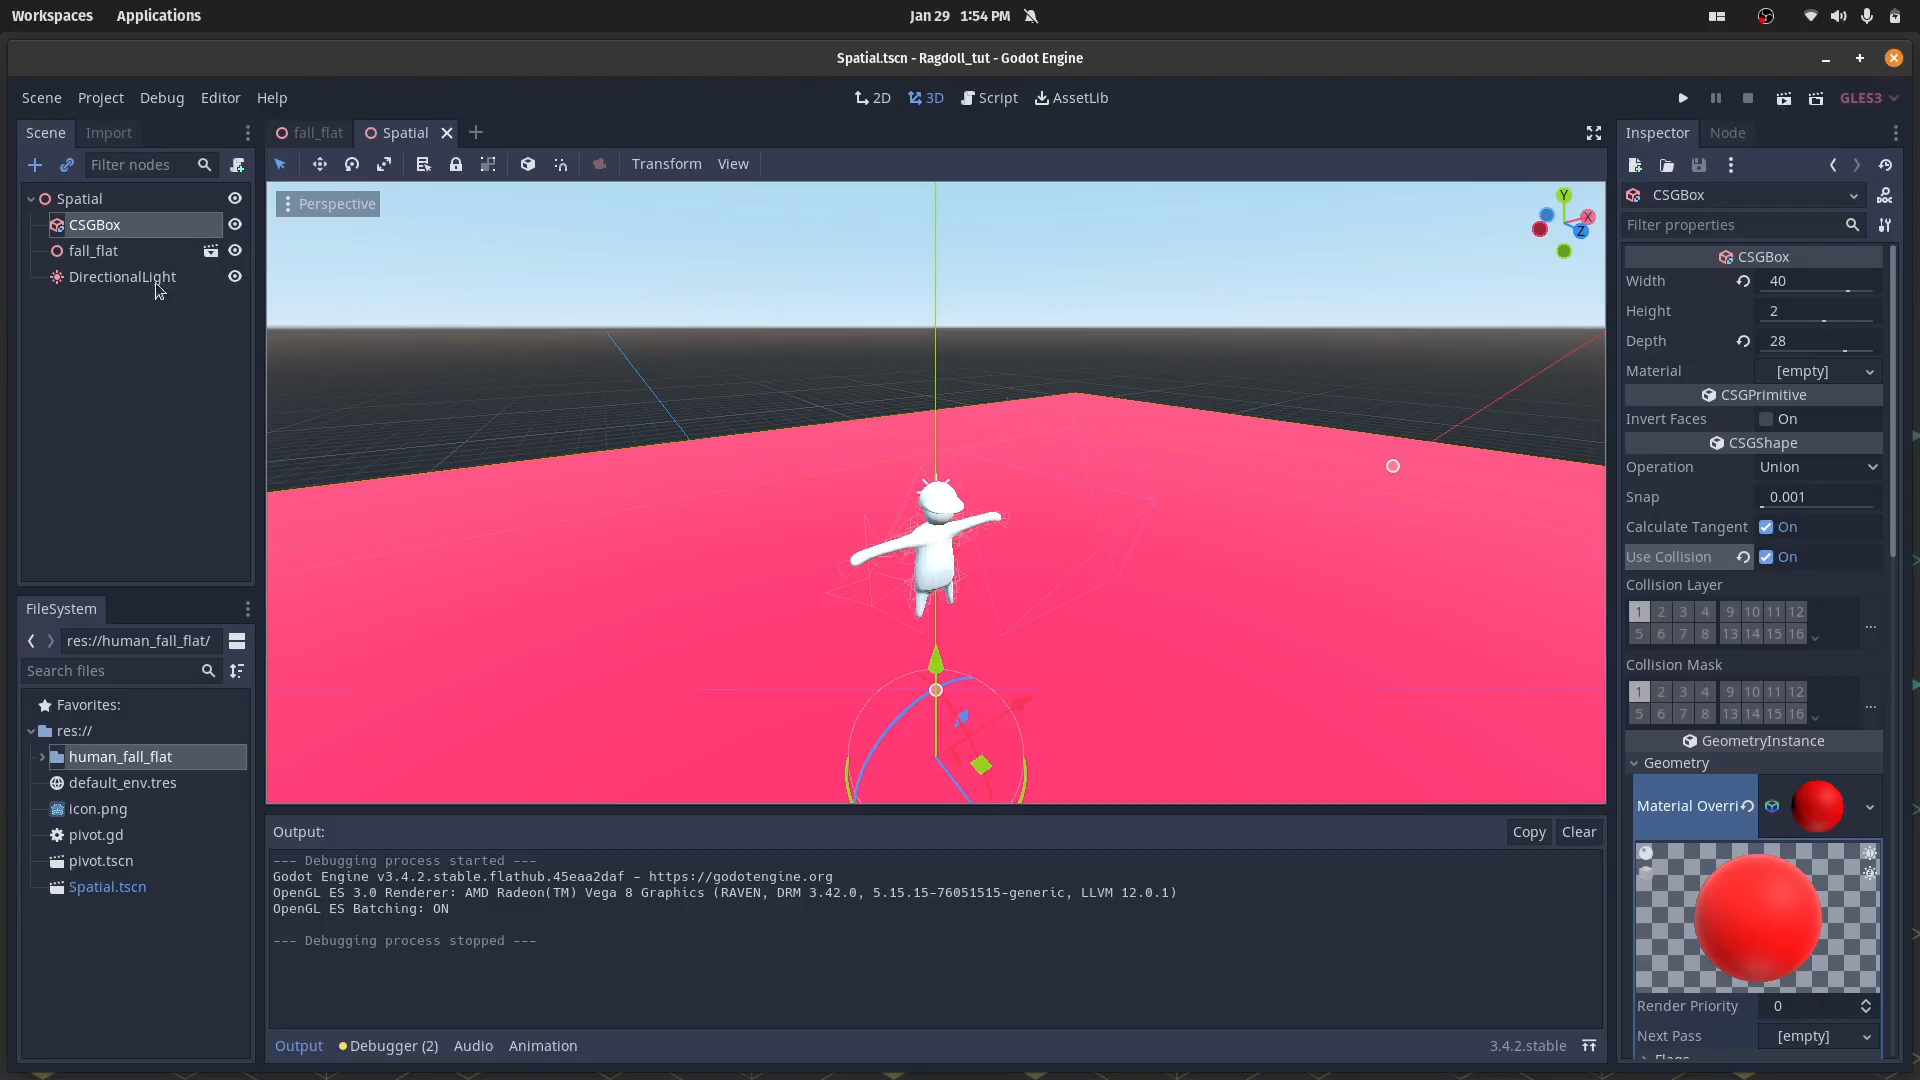 Workspaces Applications Jan 29 1:54 PM
Spatial.tscn - Ragdoll_tut - Godot Engine
Scene Project Debug Editor Help 2D 3D Script AssetLib GLES3
Scene Import
Filter nodes
Spatial
CSGBox
fall_flat
DirectionalLight
FileSystem
res://human_fall_flat/
Search files
Favorites:
res://
human_fall_flat
default_env.tres
icon.png
pivot.gd
pivot.tscn
Spatial.tscn
fall_flat Spatial
Transform View
Perspective
Y
X
Z
Output: Copy Clear
--- Debugging process started ---
Godot Engine v3.4.2.stable.flathub.45eaa2daf - https://godotengine.org
OpenGL ES 3.0 Renderer: AMD Radeon(TM) Vega 8 Graphics (RAVEN, DRM 3.42.0, 5.15.15-76051515-generic, LLVM 12.0.1)
OpenGL ES Batching: ON
--- Debugging process stopped ---
Output Debugger (2) Audio Animation 3.4.2.stable
Inspector Node
CSGBox
Filter properties
CSGBox
Width 40
Height 2
Depth 28
Material [empty]
CSGPrimitive
Invert Faces On
CSGShape
Operation Union
Snap 0.001
Calculate Tangent On
Use Collision On
Collision Layer
1 2 3 4 9 10 11 12
5 6 7 8 13 14 15 16
Collision Mask
1 2 3 4 9 10 11 12
5 6 7 8 13 14 15 16
GeometryInstance
Geometry
Material Overri
Render Priority 0
Next Pass [empty]
Flags